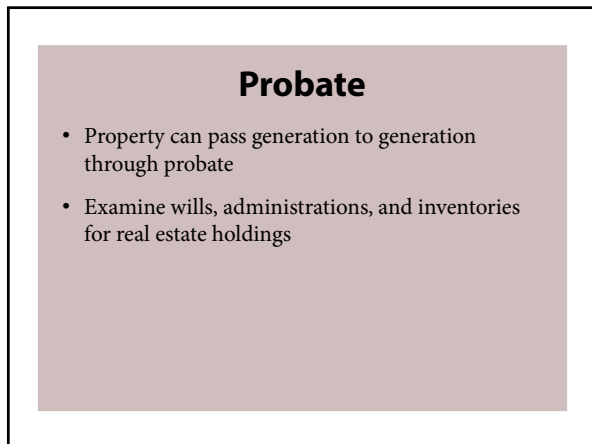 Probate
• Property can pass generation to generation
through probate
• Examine wills, administrations, and inventories
for real estate holdings